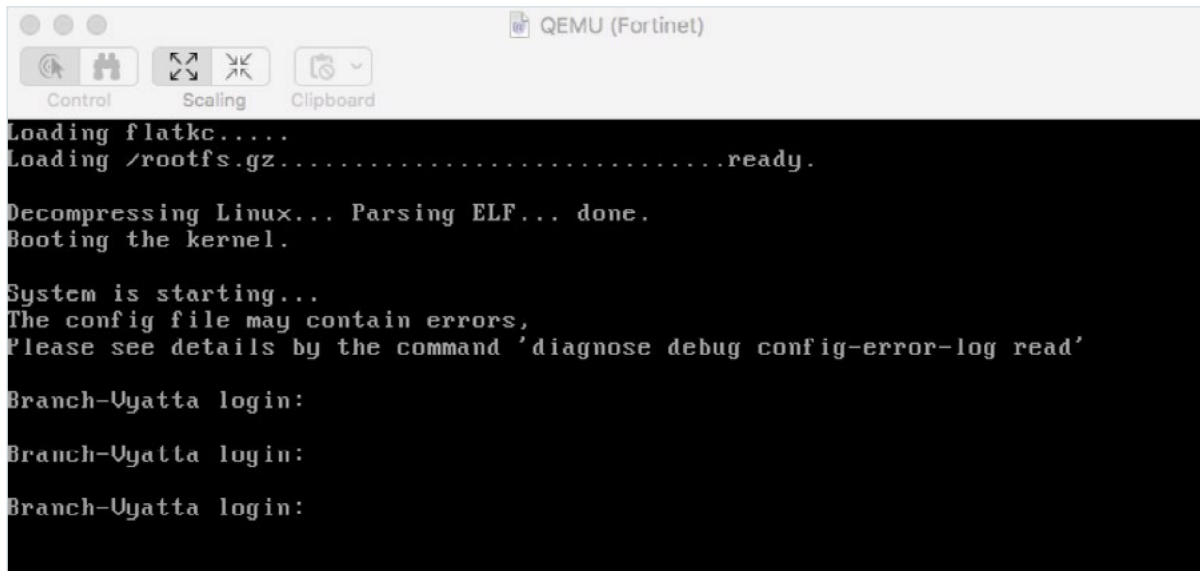 QEMU (Fortinet)
Control Scaling Clipboard
Loading flatkc.....
Loading /rootfs.gz...............................ready.
Decompressing Linux... Parsing ELF... done.
Booting the kernel.
System is starting...
The config file may contain errors,
Please see details by the command 'diagnose debug config-error-log read'
Branch-Vyatta login:
Branch-Vyatta login:
Branch-Vyatta login: